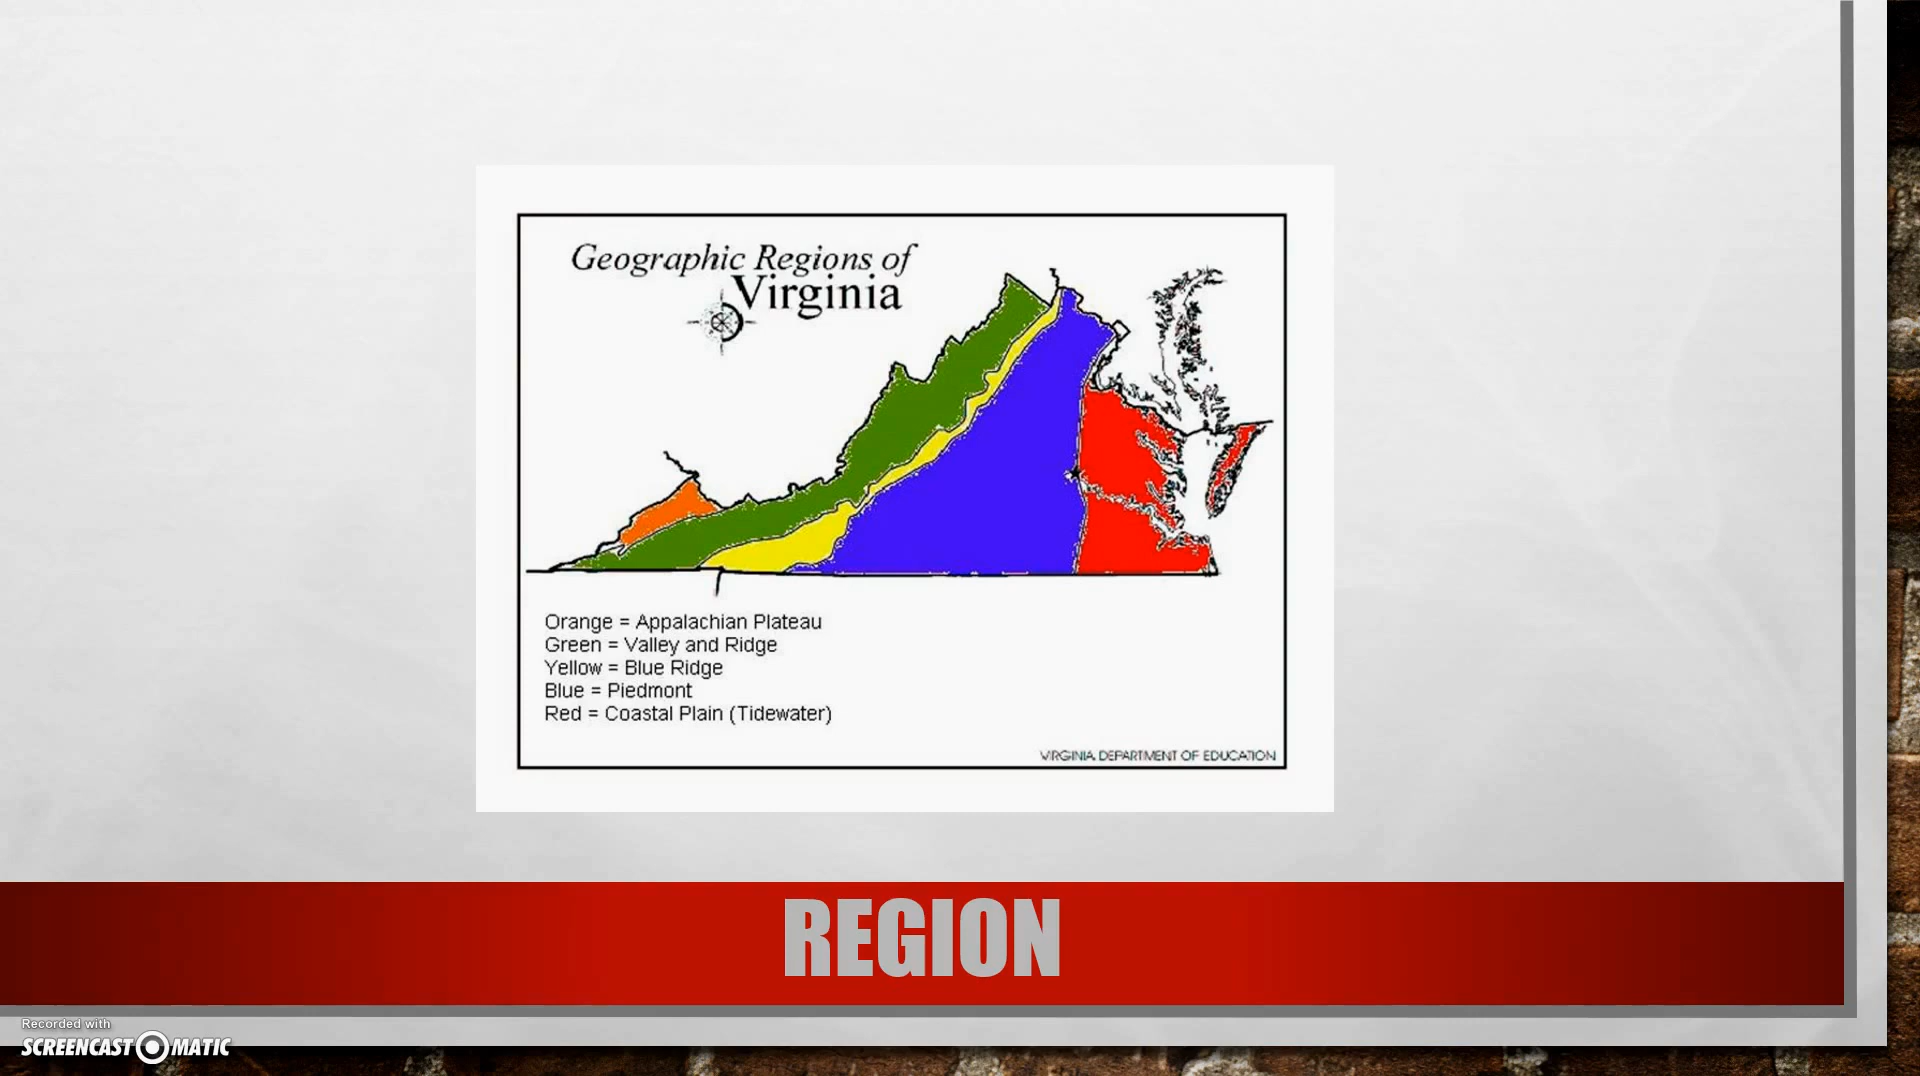 Geographic Regions of
Virginia
Orange = Appalachian Plateau
Green = Valley and Ridge
Yellow = Blue Ridge
Blue = Piedmont
Red = Coastal Plain (Tidewater)
VIRGINIA DEPARTMENT OF EDUCATION
REGION
Recorded with
SCREENCAST MATIC